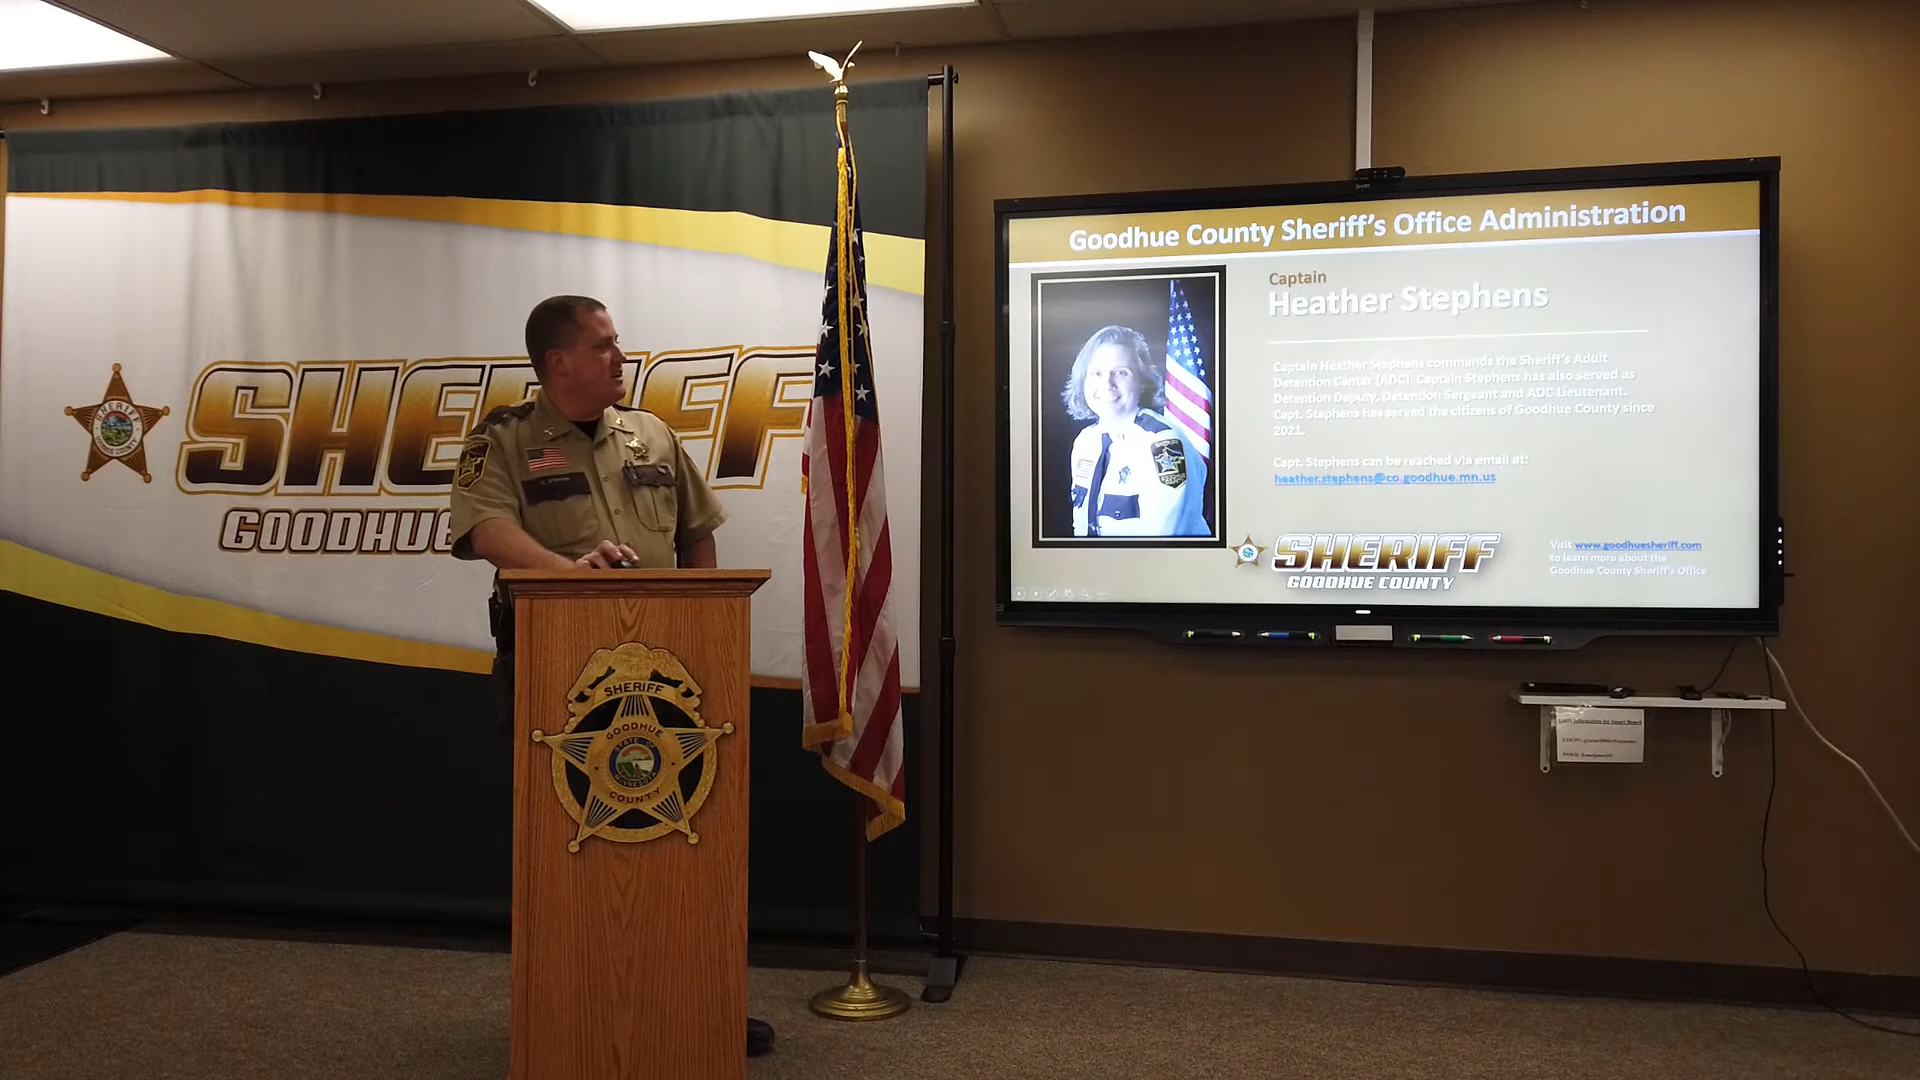 SHERIFF
GOODHUE
SHERIFF
SHERIFF
GOODHUE
STATE OF
MINNESOTA
COUNTY
Goodhue County Sheriff's Office Administration
Captain
Heather Stephens
Captain Heather Stephens commands the Sheriff's Adult
Detention Center (ADC). Captain Stephens has also served as
Detention Deputy, Detention Sergeant and ADC Lieutenant.
Capt. Stephens has served the citizens of Goodhue County since
2021.
Capt. Stephens can be reached via email at:
heather.stephens@co.goodhue.mn.us
SHERIFF
GOODHUE COUNTY
Visit www.goodhuesheriff.com
to learn more about the
Goodhue County Sheriff's Office